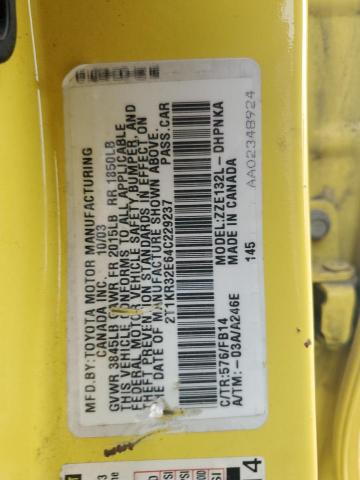 MFD.BY:TOYOTA MOTOR MANUFACTURING
CANADA INC. 10/03
GVWR 3845LB GAWR FR 2015LB RR 1850LB
THIS VEHICLE CONFORMS TO ALL APPLICABLE
FEDERAL MOTOR VEHICLE SAFETY, BUMPER, AND
THEFT PREVENTION STANDARDS IN EFFECT ON
THE DATE OF MANUFACTURE SHOWN ABOVE.
2T1KR32E64C229237 PASS.CAR
C/TR:576/FB14 MODEL:ZZE132L-DHPNKA
A/TM:-03A/A246E MADE IN CANADA
145
AA02348924